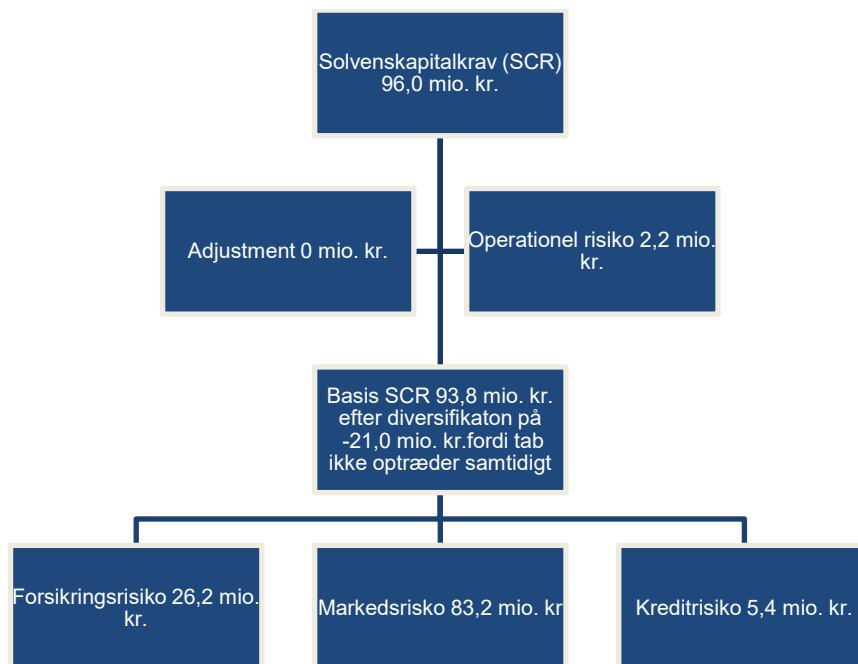 Solvenskapitalkrav (SCR)
96,0 mio. kr.
Adjustment 0 mio. kr.
Operationel risiko 2,2 mio.
kr.
Basis SCR 93,8 mio. kr.
efter diversifikaton på
-21,0 mio. kr.fordi tab
ikke optræder samtidigt
Forsikringsrisiko 26,2 mio.
kr.
Markedsrisko 83,2 mio. kr
Kreditrisiko 5,4 mio. kr.